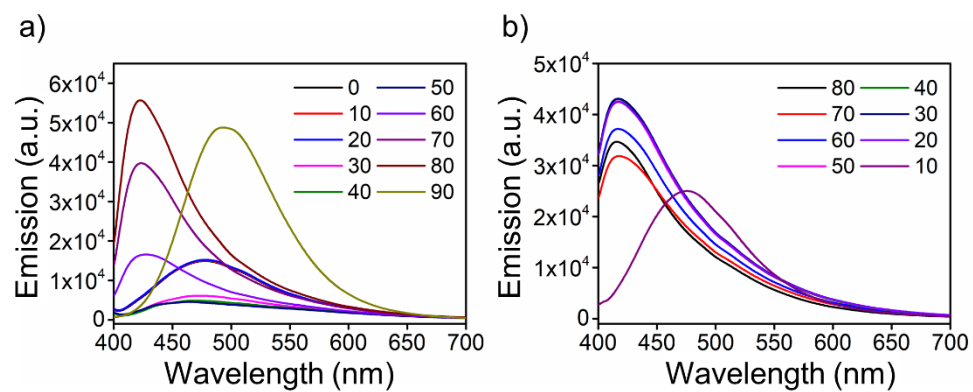 a)
Emission (a.u.)
6x10⁴
5x10⁴
4x10⁴
3x10⁴
2x10⁴
1x10⁴
0
0 50
10 60
20 70
30 80
40 90
400 450 500 550 600 650 700
Wavelength (nm)
b)
Emission (a.u.)
5x10⁴
4x10⁴
3x10⁴
2x10⁴
1x10⁴
0
80 40
70 30
60 20
50 10
400 450 500 550 600 650 700
Wavelength (nm)